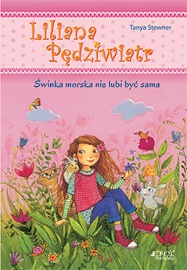 Tanya Stewner
Liliana
Pędziwiatr
Świnka morska nie lubi być sama